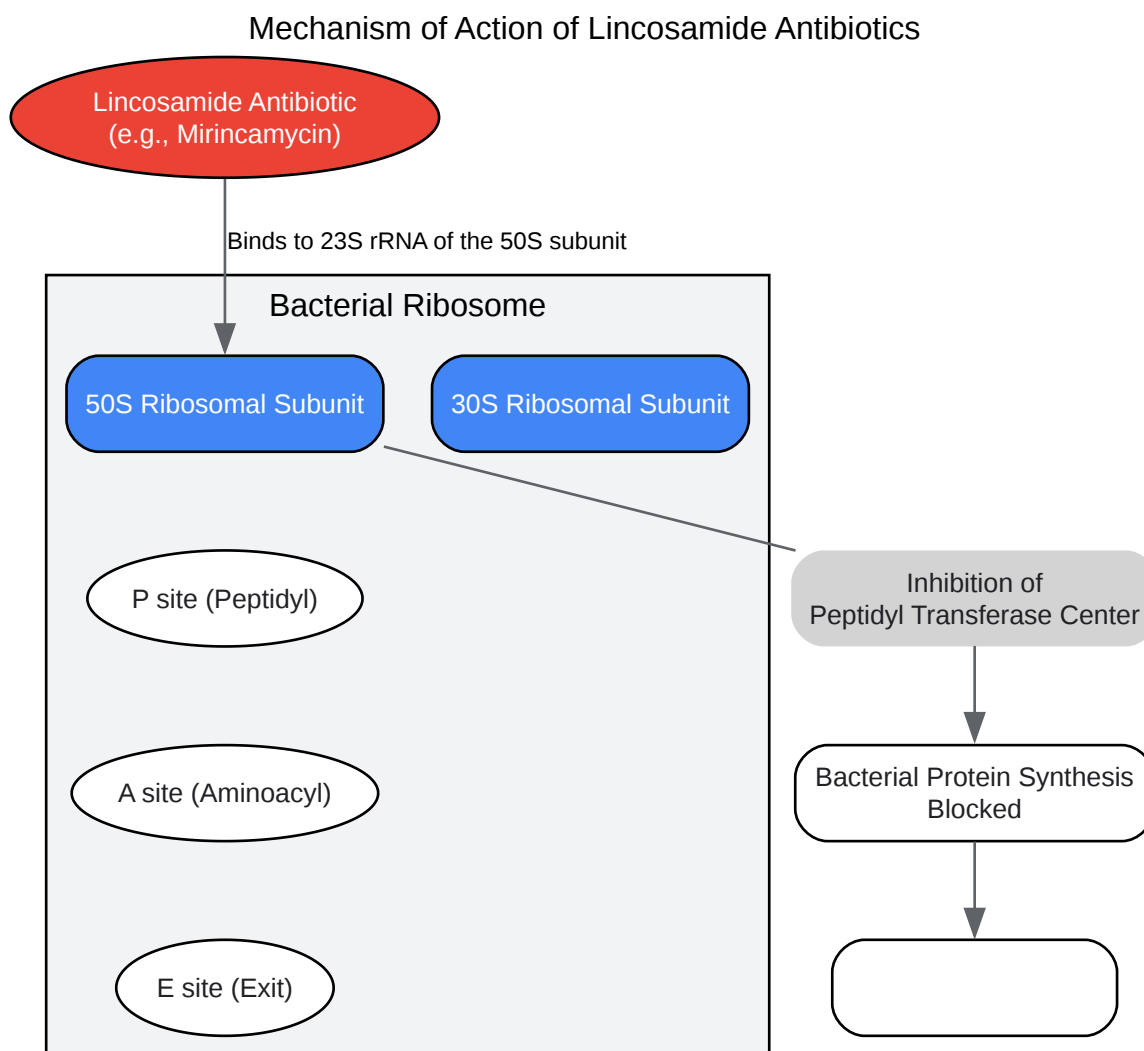 Mechanism of Action of Lincosamide Antibiotics
Lincosamide Antibiotic
(e.g., Mirincamycin)
Binds to 23S rRNA of the 50S subunit
Bacterial Ribosome
50S Ribosomal Subunit
30S Ribosomal Subunit
P site (Peptidyl)
Inhibition of
Peptidyl Transferase Center
A site (Aminoacyl)
Bacterial Protein Synthesis
Blocked
E site (Exit)